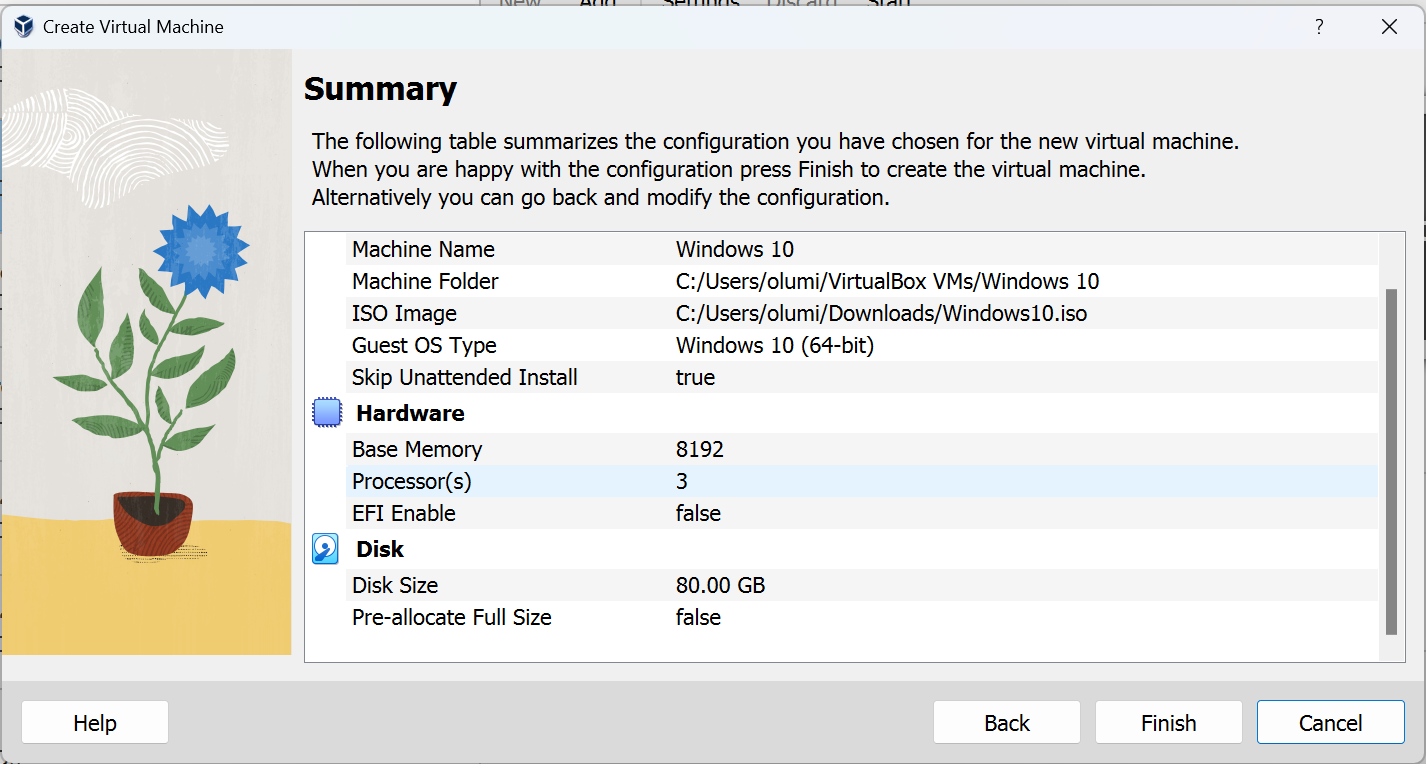 New Add Settings Discard Start
Create Virtual Machine
?
Summary
The following table summarizes the configuration you have chosen for the new virtual machine.
When you are happy with the configuration press Finish to create the virtual machine.
Alternatively you can go back and modify the configuration.
Machine Name Windows 10
Machine Folder C:/Users/olumi/VirtualBox VMs/Windows 10
ISO Image C:/Users/olumi/Downloads/Windows10.iso
Guest OS Type Windows 10 (64-bit)
Skip Unattended Install true
Hardware
Base Memory 8192
Processor(s) 3
EFI Enable false
Disk
Disk Size 80.00 GB
Pre-allocate Full Size false
Help Back Finish Cancel